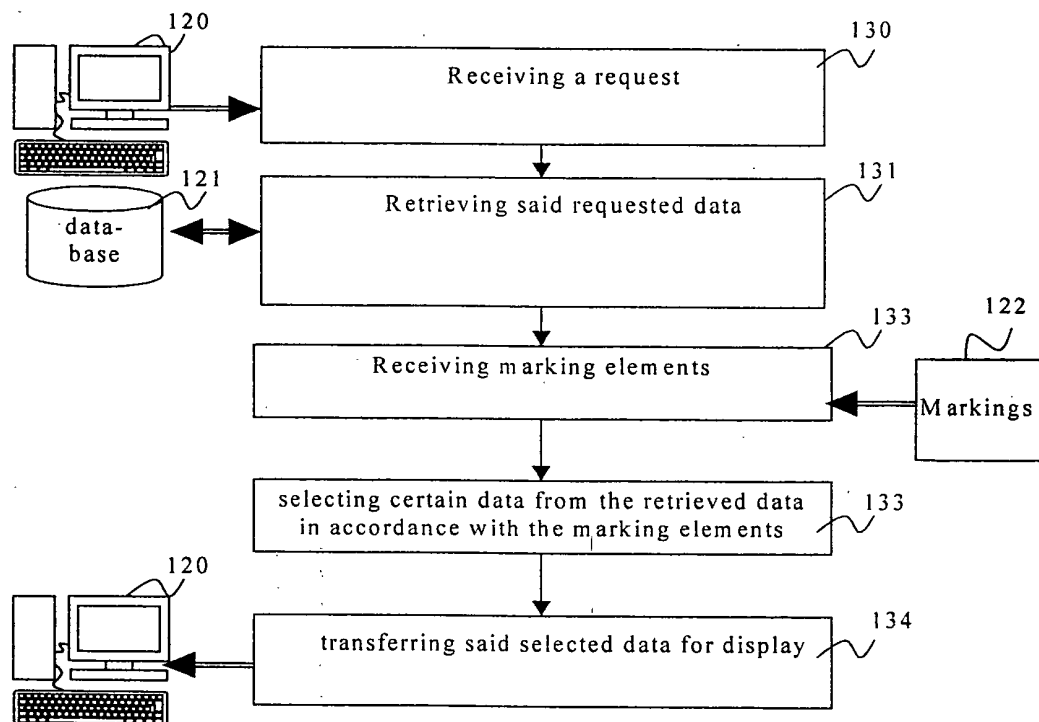 120
130
Receiving a request
121
131
Retrieving said requested data
data-
base
133
122
Receiving marking elements
Markings
selecting certain data from the retrieved data
in accordance with the marking elements
133
120
134
transferring said selected data for display